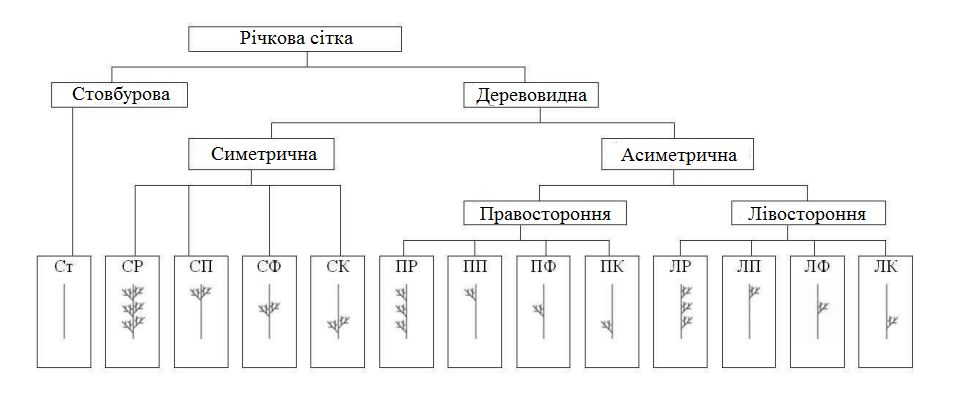 Річкова сітка
Стовбурова
Деревовидна
Симетрична
Асиметрична
Правостороння
Лівостороння
Ст
СР
СП
СФ
СК
ПР
ПП
ПФ
ПК
ЛР
ЛП
ЛФ
ЛК